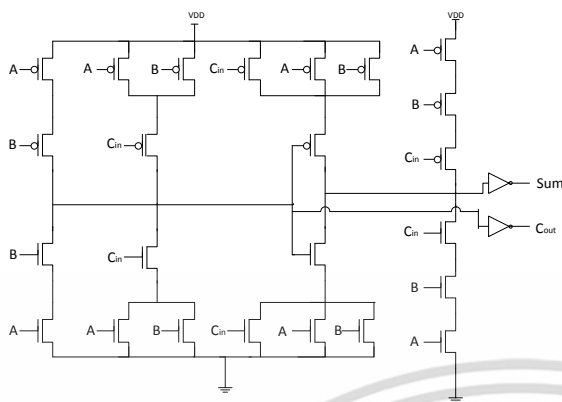 VDD VDD
A
A A B Cin A B
B
B Cin Cin
Sum
Cin
Cout
B Cin
B
A A B Cin A B
A